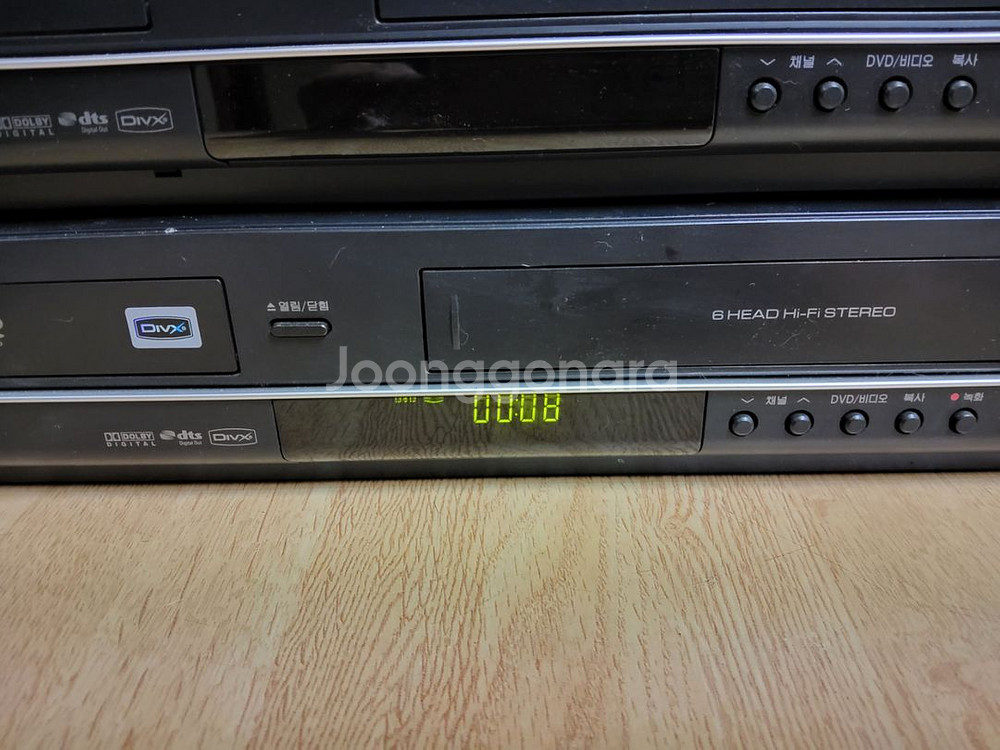 채널 DVD/비디오 복사
DOLBY DIGITAL dts Digital Out DIVX
열림/닫힘
DIVX
6 HEAD Hi-Fi STEREO
Joonggonara
채널 DVD/비디오 복사 녹화
00:08
DOLBY DIGITAL dts Digital Out DIVX